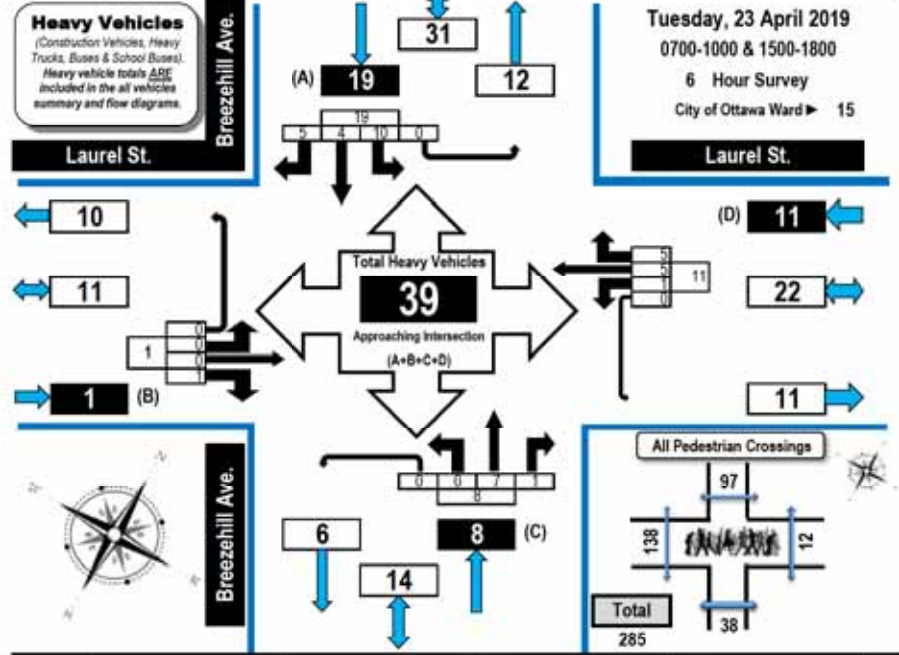 Heavy Vehicles
(Construction Vehicles, Heavy
Trucks, Buses & School Buses).
Heavy vehicle totals ARE
included in the all vehicles
summary and flow diagrams.
Breezehill Ave.
Laurel St.
31
(A) 19
12
19
5 4 10 0
Tuesday, 23 April 2019
0700-1000 & 1500-1800
6 Hour Survey
City of Ottawa Ward ► 15
Laurel St.
10
11
0
0
0
1
1
1 (B)
Total Heavy Vehicles
39
Approaching Intersection
(A+B+C+D)
(D) 11
5
5
1
0
11
22
11
Breezehill Ave.
0 0 7 1
8
6
8 (C)
14
All Pedestrian Crossings
97
138
12
38
Total
285